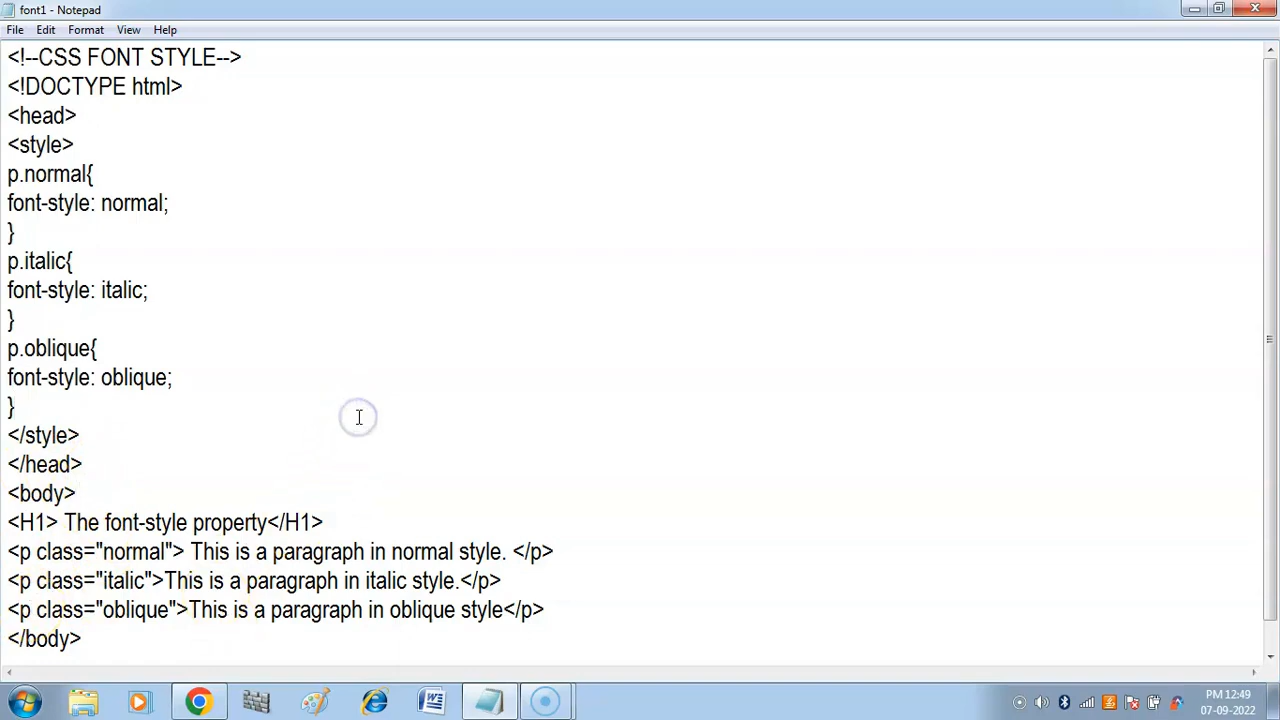 font1 - Notepad
File Edit Format View Help
<!--CSS FONT STYLE-->
<!DOCTYPE html>
<head>
<style>
p.normal{
font-style: normal;
}
p.italic{
font-style: italic;
}
p.oblique{
font-style: oblique;
}
</style>
</head>
<body>
<H1> The font-style property</H1>
<p class="normal"> This is a paragraph in normal style. </p>
<p class="italic">This is a paragraph in italic style.</p>
<p class="oblique">This is a paragraph in oblique style</p>
</body>
PM 12:49
07-09-2022